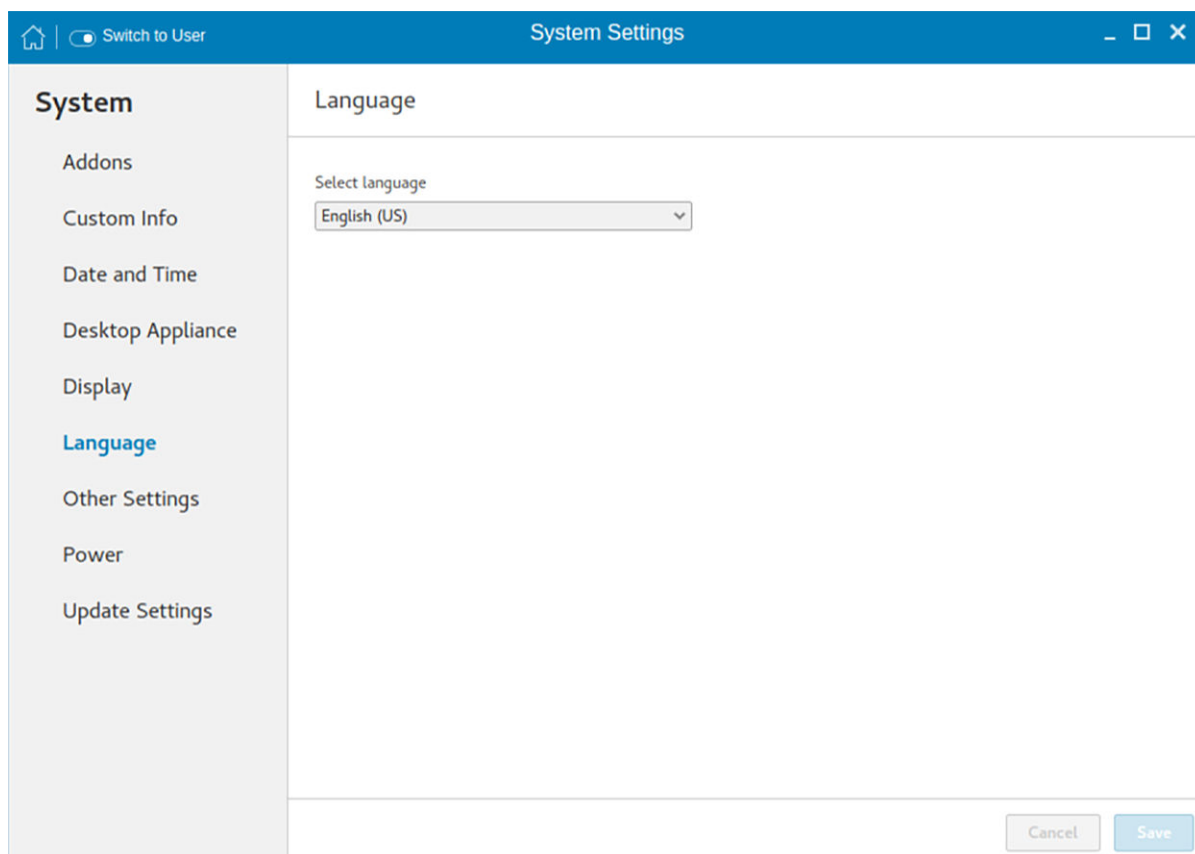 Switch to User
System Settings
System
Addons
Custom Info
Date and Time
Desktop Appliance
Display
Language
Other Settings
Power
Update Settings
Language
Select language
English (US)
Cancel
Save